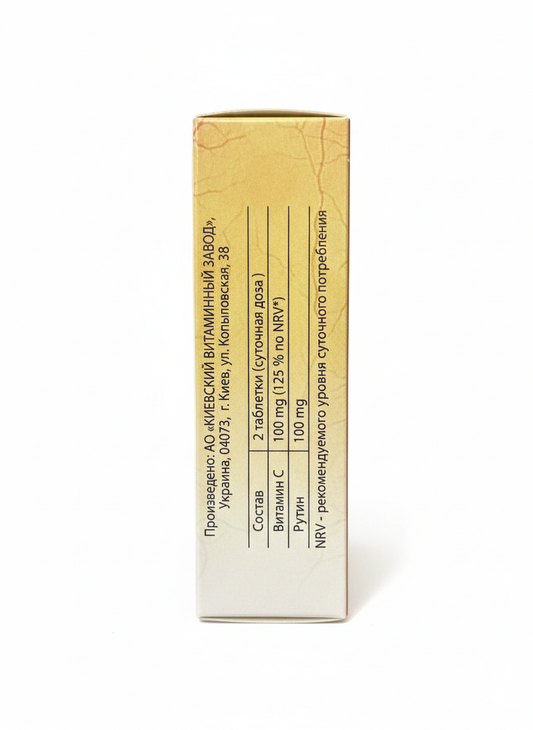 Произведено: АО «КИЕВСКИЙ ВИТАМИННЫЙ ЗАВОД»,
Украина, 04073, г. Киев, ул. Копыловская, 38
Состав 2 таблетки (суточная доза )
Витамин С 100 mg (125 % по NRV*)
Рутин 100 mg
NRV - рекомендуемого уровня суточного потребления